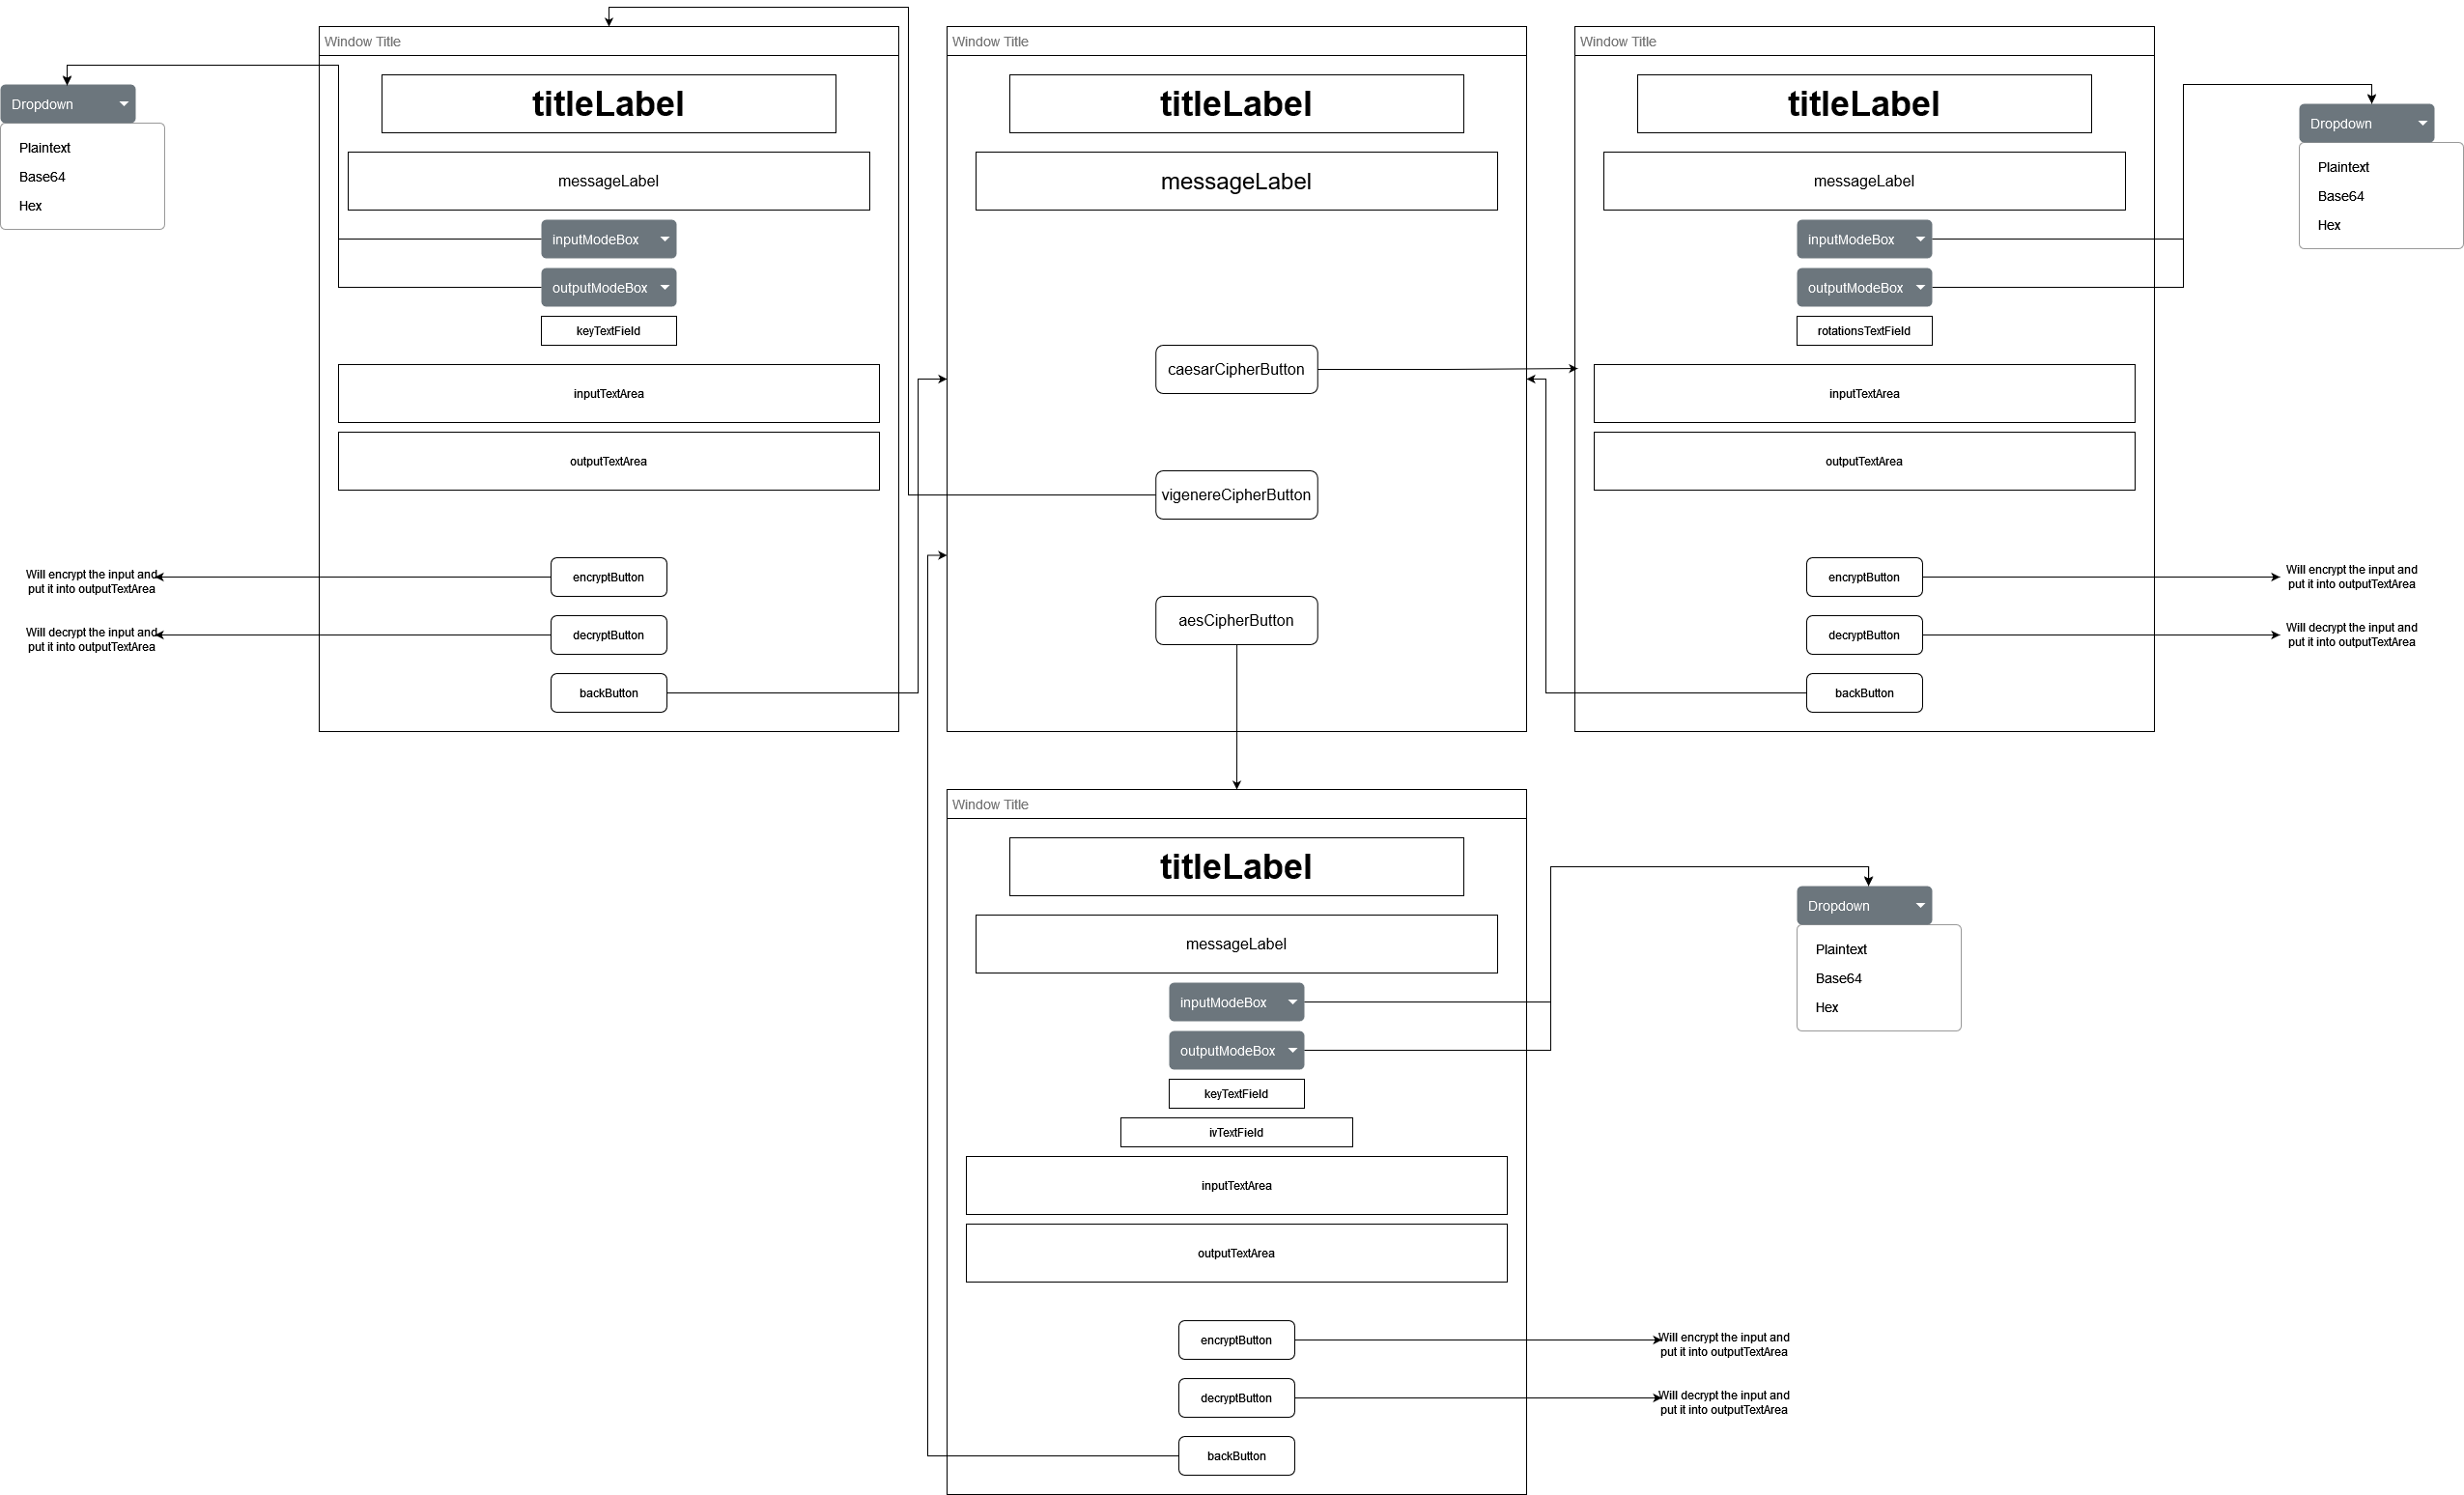 Window Title
titleLabel
messageLabel
inputModeBox
outputModeBox
keyTextField
inputTextArea
outputTextArea
encryptButton
decryptButton
backButton
Dropdown
Plaintext
Base64
Hex
Will encrypt the input and
put it into outputTextArea
Will decrypt the input and
put it into outputTextArea
Window Title
titleLabel
messageLabel
caesarCipherButton
vigenereCipherButton
aesCipherButton
Window Title
titleLabel
messageLabel
inputModeBox
outputModeBox
rotationsTextField
inputTextArea
outputTextArea
encryptButton
decryptButton
backButton
Dropdown
Plaintext
Base64
Hex
Will encrypt the input and
put it into outputTextArea
Will decrypt the input and
put it into outputTextArea
Window Title
titleLabel
messageLabel
inputModeBox
outputModeBox
keyTextField
ivTextField
inputTextArea
outputTextArea
encryptButton
decryptButton
backButton
Dropdown
Plaintext
Base64
Hex
Will encrypt the input and
put it into outputTextArea
Will decrypt the input and
put it into outputTextArea